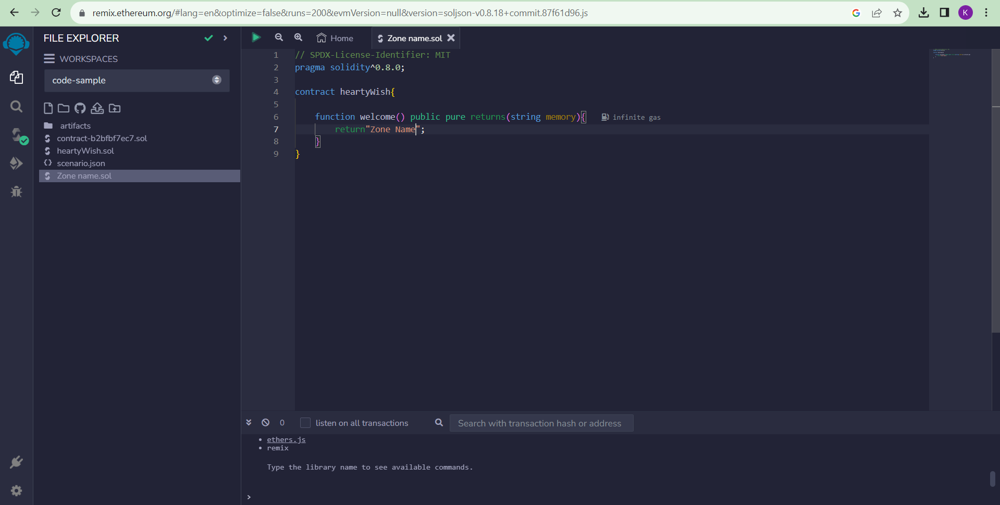 remix.ethereum.org/#lang=en&optimize=false&runs=200&evmVersion=null&version=soljson-v0.8.18+commit.87f61d96.js
K
FILE EXPLORER
WORKSPACES
code-sample
artifacts
contract-b2bfbf7ec7.sol
heartyWish.sol
scenario.json
Zone name.sol
Home
Zone name.sol
1 // SPDX-License-Identifier: MIT
2 pragma solidity^0.8.0;
3
4 contract heartyWish{
5
6 function welcome() public pure returns(string memory){ infinite gas
7 return"Zone Name";
8 }
9 }
0 listen on all transactions Search with transaction hash or address
• ethers.js
• remix
Type the library name to see available commands.
>